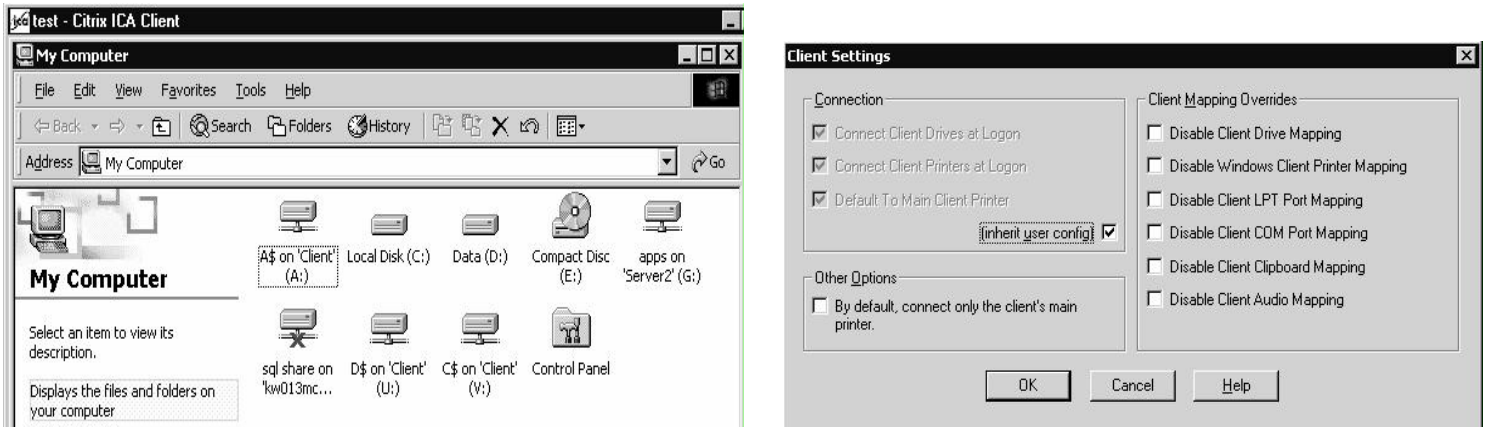 test - Citrix ICA Client
My Computer
File Edit View Favorites Tools Help
Back Search Folders History
Address My Computer Go
My Computer
Select an item to view its
description.
Displays the files and folders on
your computer
A$ on 'Client'
(A:)
Local Disk (C:)
Data (D:)
Compact Disc
(E:)
apps on
'Server2' (G:)
sql share on
'kw013mc...
D$ on 'Client'
(U:)
C$ on 'Client'
(V:)
Control Panel
Client Settings
Connection
Connect Client Drives at Logon
Connect Client Printers at Logon
Default To Main Client Printer
(inherit user config)
Other Options
By default, connect only the client's main
printer.
Client Mapping Overrides
Disable Client Drive Mapping
Disable Windows Client Printer Mapping
Disable Client LPT Port Mapping
Disable Client COM Port Mapping
Disable Client Clipboard Mapping
Disable Client Audio Mapping
OK Cancel Help